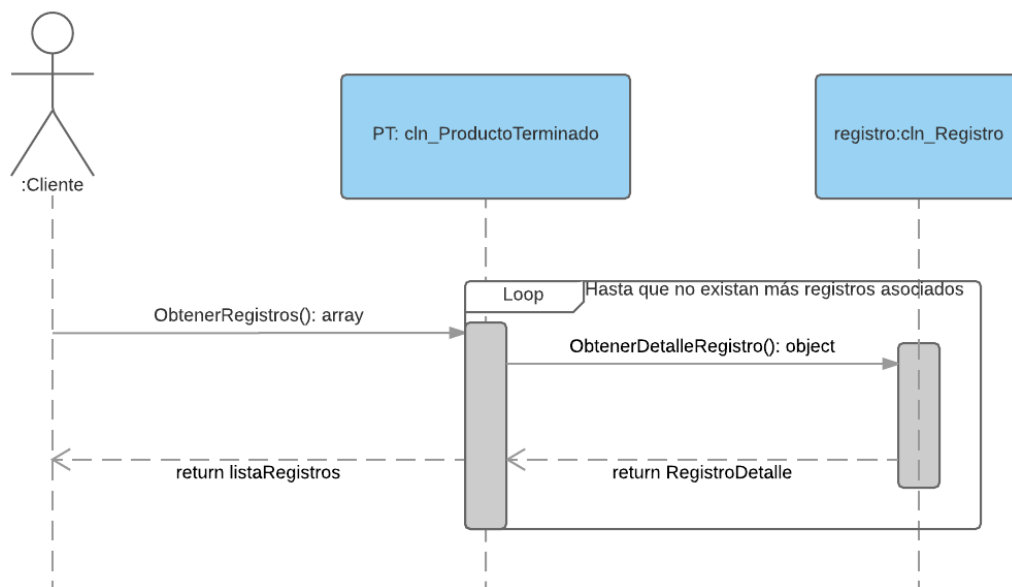 :Cliente
PT: cln_ProductoTerminado
registro:cln_Registro
Loop
Hasta que no existan más registros asociados
ObtenerRegistros(): array
ObtenerDetalleRegistro(): object
return listaRegistros
return RegistroDetalle